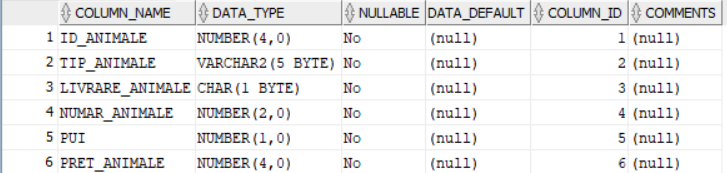 COLUMN_NAME DATA_TYPE NULLABLE DATA_DEFAULT COLUMN_ID COMMENTS
1 ID_ANIMALE NUMBER(4,0) No (null) 1 (null)
2 TIP_ANIMALE VARCHAR2(5 BYTE) No (null) 2 (null)
3 LIVRARE_ANIMALE CHAR(1 BYTE) No (null) 3 (null)
4 NUMAR_ANIMALE NUMBER(2,0) No (null) 4 (null)
5 PUI NUMBER(1,0) No (null) 5 (null)
6 PRET_ANIMALE NUMBER(4,0) No (null) 6 (null)